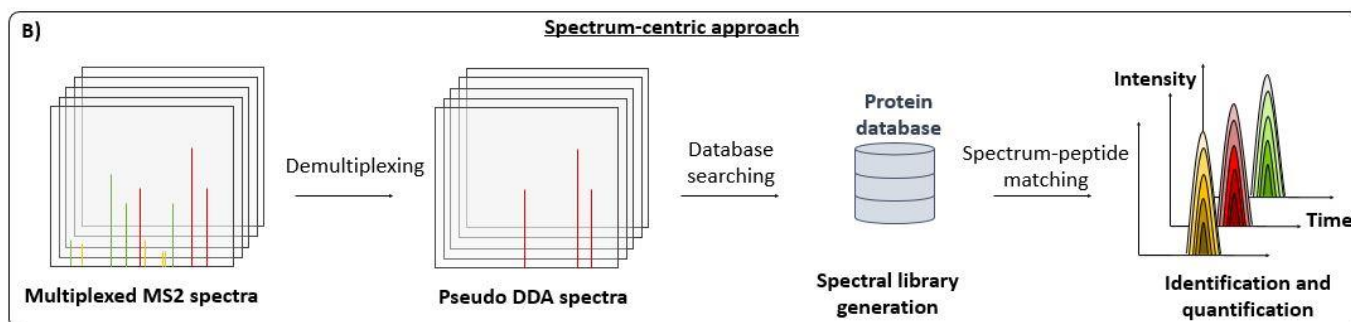 B)
Spectrum-centric approach
Demultiplexing
Database
searching
Protein
database
Spectrum-peptide
matching
Intensity
Time
Multiplexed MS2 spectra
Pseudo DDA spectra
Spectral library
generation
Identification and
quantification